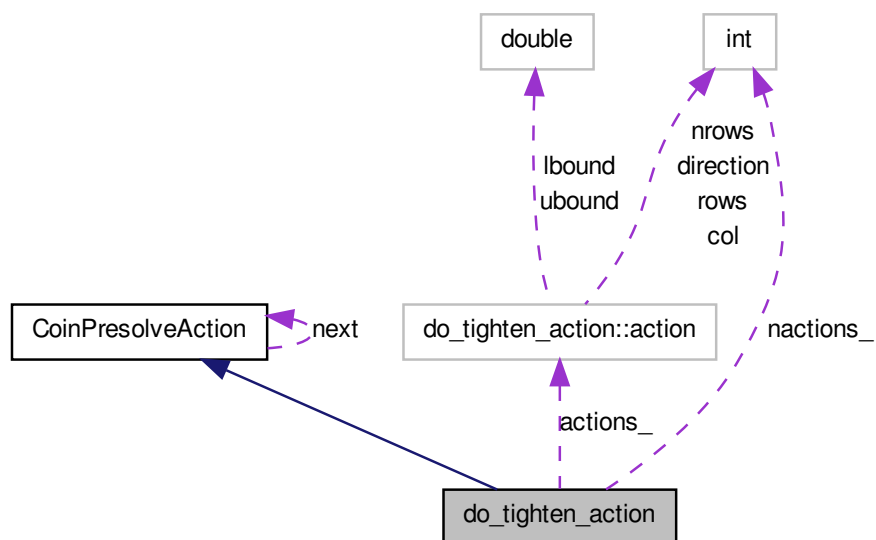 double
int
nrows
lbound
direction
ubound
rows
col
CoinPresolveAction
next
do_tighten_action::action
nactions_
actions_
do_tighten_action